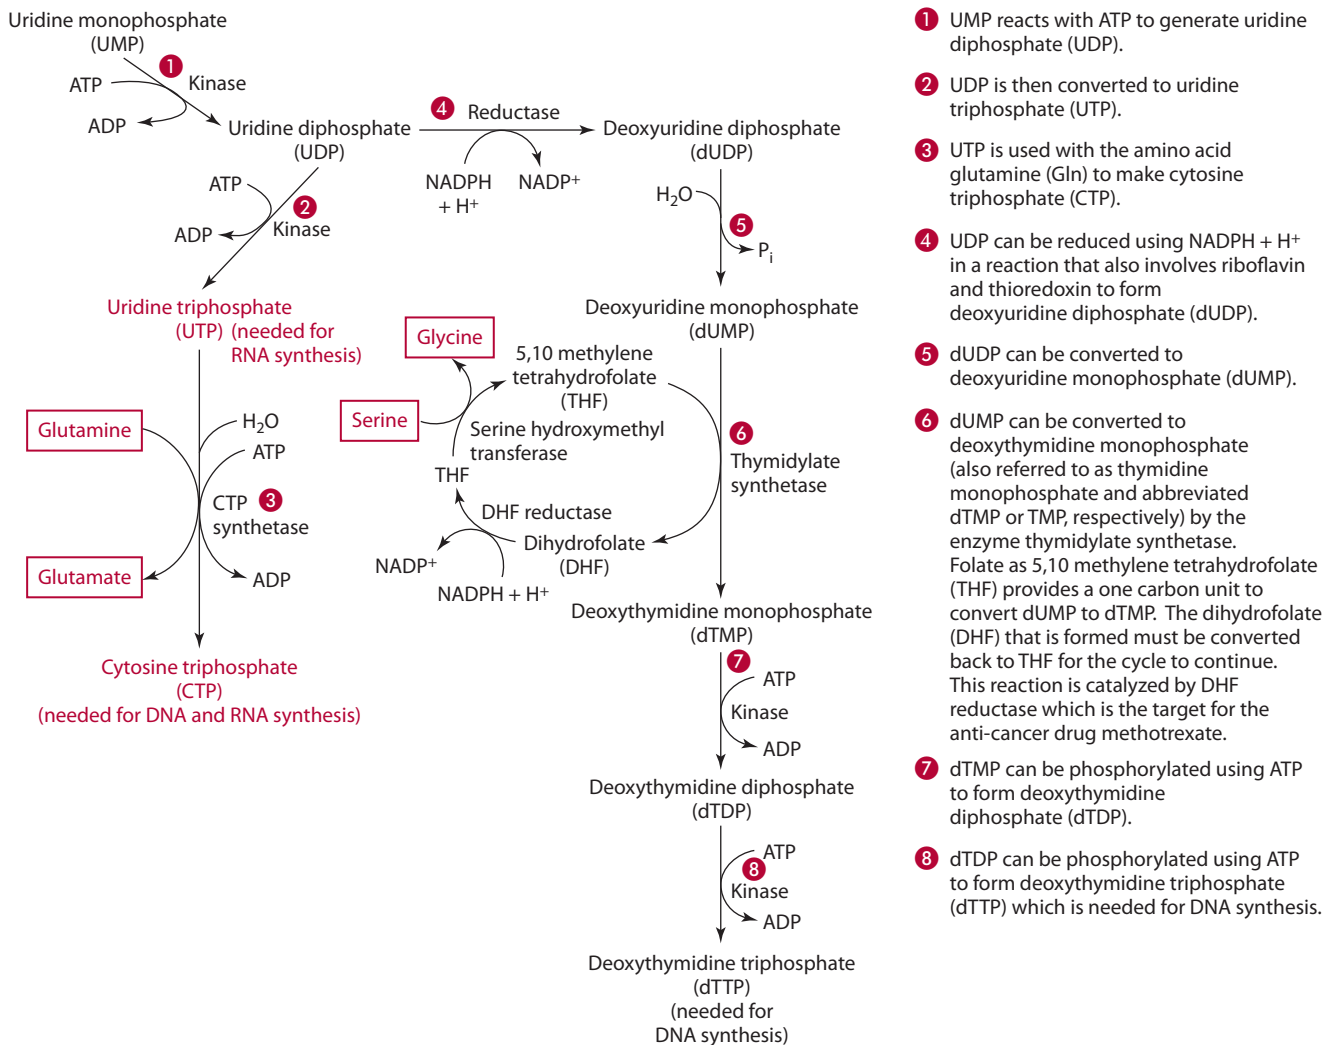 Uridine monophosphate
(UMP)
1
ATP
Kinase
ADP
Uridine diphosphate
(UDP)
4
Reductase
NADPH
+ H+
NADP+
Deoxyuridine diphosphate
(dUDP)
ATP
2
Kinase
ADP
H2O
5
Pi
Uridine triphosphate
(UTP) (needed for
RNA synthesis)
Deoxyuridine monophosphate
(dUMP)
Glycine
5,10 methylene
tetrahydrofolate
(THF)
Serine
Serine hydroxymethyl
transferase
THF
6
Thymidylate
synthetase
DHF reductase
Dihydrofolate
(DHF)
NADP+
NADPH + H+
Glutamine
H2O
ATP
CTP 3
synthetase
Glutamate
ADP
Cytosine triphosphate
(CTP)
(needed for DNA and RNA synthesis)
Deoxythymidine monophosphate
(dTMP)
7
ATP
Kinase
ADP
Deoxythymidine diphosphate
(dTDP)
ATP
8
Kinase
ADP
Deoxythymidine triphosphate
(dTTP)
(needed for
DNA synthesis)
1 UMP reacts with ATP to generate uridine
diphosphate (UDP).
2 UDP is then converted to uridine
triphosphate (UTP).
3 UTP is used with the amino acid
glutamine (Gln) to make cytosine
triphosphate (CTP).
4 UDP can be reduced using NADPH + H+
in a reaction that also involves riboflavin
and thioredoxin to form
deoxyuridine diphosphate (dUDP).
5 dUDP can be converted to
deoxyuridine monophosphate (dUMP).
6 dUMP can be converted to
deoxythymidine monophosphate
(also referred to as thymidine
monophosphate and abbreviated
dTMP or TMP, respectively) by the
enzyme thymidylate synthetase.
Folate as 5,10 methylene tetrahydrofolate
(THF) provides a one carbon unit to
convert dUMP to dTMP. The dihydrofolate
(DHF) that is formed must be converted
back to THF for the cycle to continue.
This reaction is catalyzed by DHF
reductase which is the target for the
anti-cancer drug methotrexate.
7 dTMP can be phosphorylated using ATP
to form deoxythymidine
diphosphate (dTDP).
8 dTDP can be phosphorylated using ATP
to form deoxythymidine triphosphate
(dTTP) which is needed for DNA synthesis.